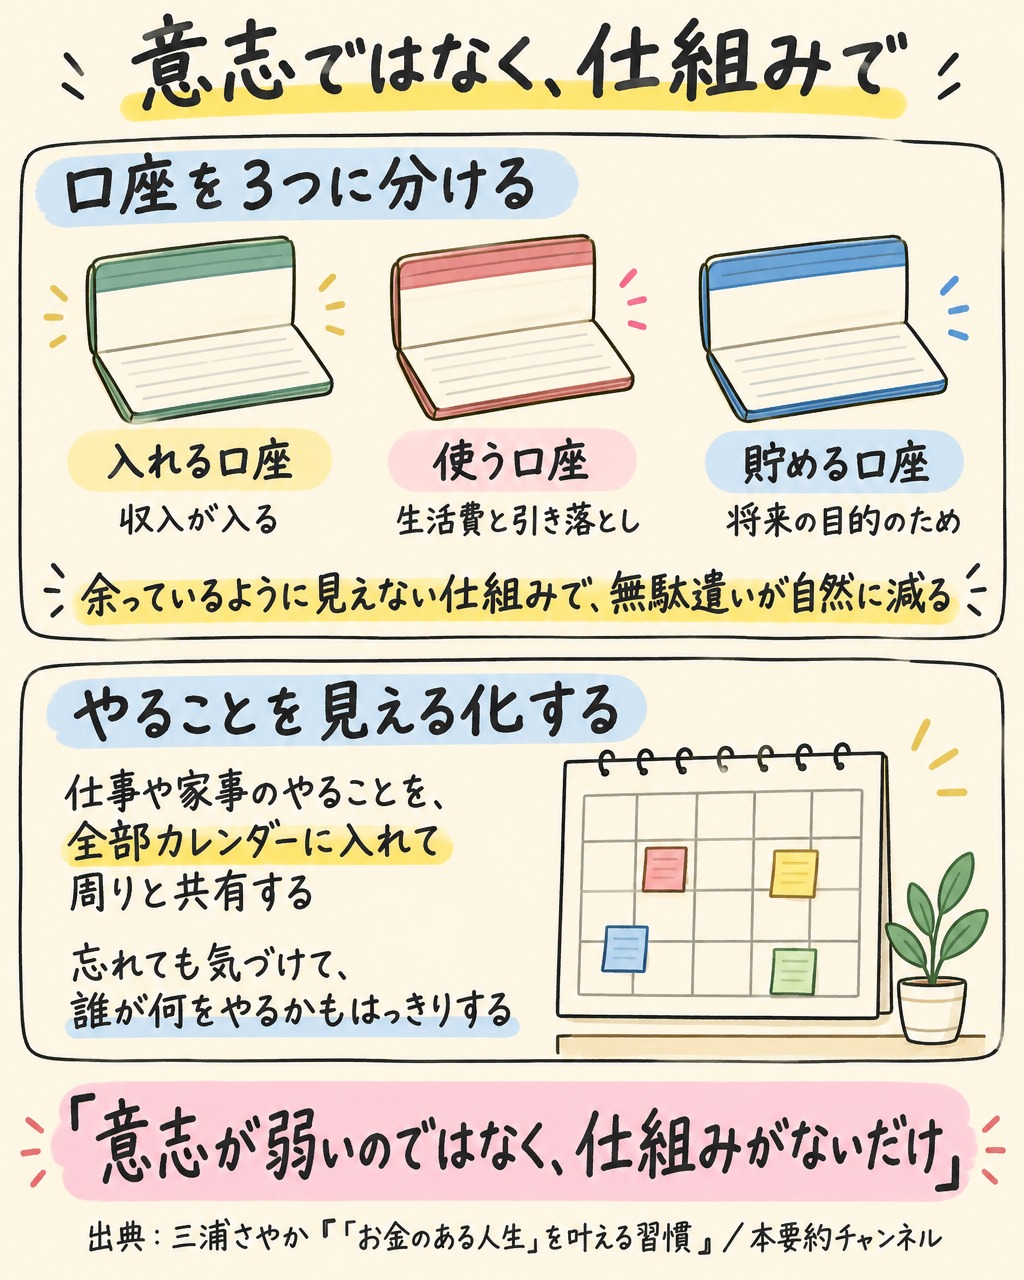 意志ではなく、仕組みで
口座を3つに分ける
入れる口座
収入が入る
使う口座
生活費と引き落とし
貯める口座
将来の目的のため
余っているように見えない仕組みで、無駄遣いが自然に減る
やることを見える化する
仕事や家事のやることを、
全部カレンダーに入れて
周りと共有する
忘れても気づけて、
誰が何をやるかもはっきりする
「意志が弱いのではなく、仕組みがないだけ」
出典：三浦さやか『「お金のある人生」を叶える習慣』／本要約チャンネル